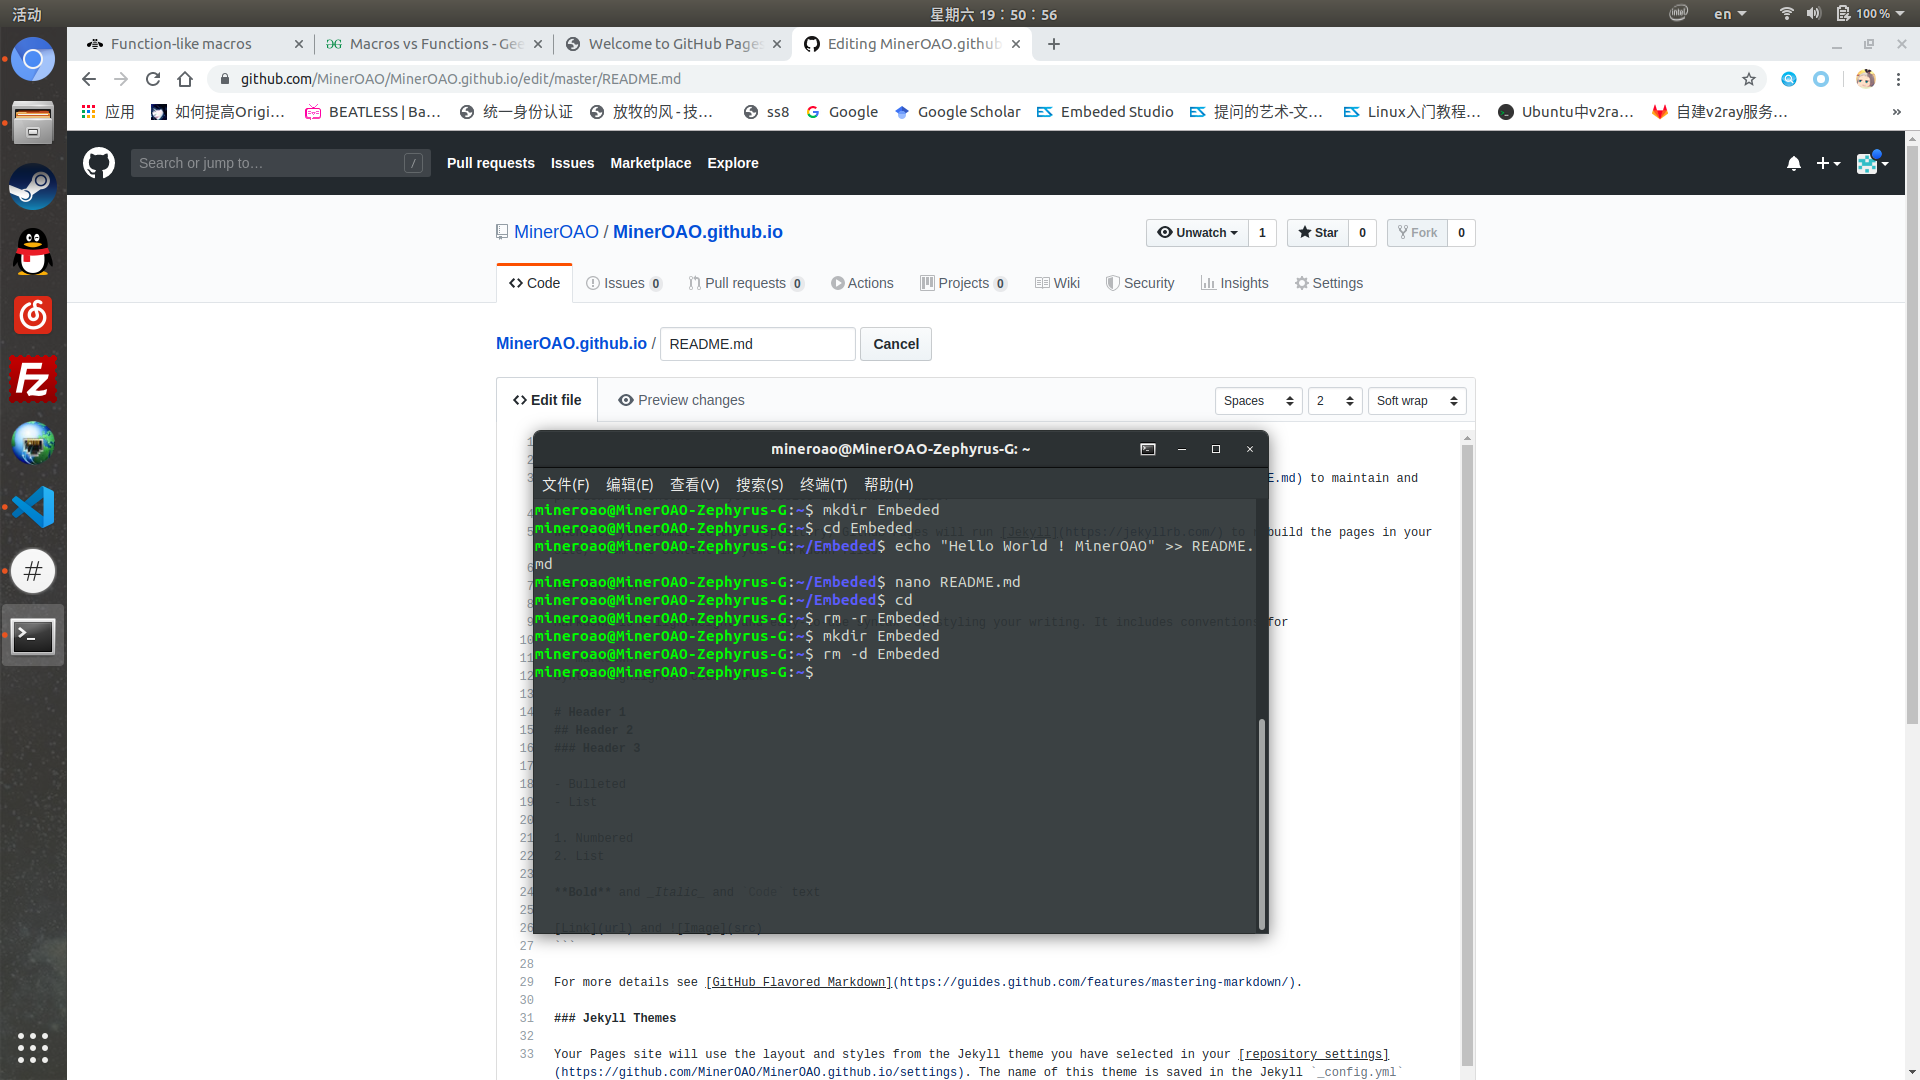 活动
星期六 19：50：56
en
100 %
Function-like macros
Macros vs Functions - Gee
Welcome to GitHub Pages
Editing MinerOAO.github
github.com/MinerOAO/MinerOAO.github.io/edit/master/README.md
应用
如何提高Origi…
BEATLESS | Ba…
统一身份认证
放牧的风 - 技…
ss8
Google
Google Scholar
Embeded Studio
提问的艺术-文…
Linux入门教程…
Ubuntu中v2ra…
自建v2ray服务…
»
Search or jump to…
/
Pull requests
Issues
Marketplace
Explore
MinerOAO / MinerOAO.github.io
Unwatch
1
Star
0
Fork
0
Code
Issues 0
Pull requests 0
Actions
Projects 0
Wiki
Security
Insights
Settings
MinerOAO.github.io / README.md
Cancel
Edit file
Preview changes
Spaces
2
Soft wrap
mineroao@MinerOAO-Zephyrus-G: ~
文件(F) 编辑(E) 查看(V) 搜索(S) 终端(T) 帮助(H)
mineroao@MinerOAO-Zephyrus-G:~$ mkdir Embeded
mineroao@MinerOAO-Zephyrus-G:~$ cd Embeded
mineroao@MinerOAO-Zephyrus-G:~/Embeded$ echo "Hello World ! MinerOAO" >> README.
md
mineroao@MinerOAO-Zephyrus-G:~/Embeded$ nano README.md
mineroao@MinerOAO-Zephyrus-G:~/Embeded$ cd
mineroao@MinerOAO-Zephyrus-G:~$ rm -r Embeded
mineroao@MinerOAO-Zephyrus-G:~$ mkdir Embeded
mineroao@MinerOAO-Zephyrus-G:~$ rm -d Embeded
mineroao@MinerOAO-Zephyrus-G:~$
E.md) to maintain and
will run [Jekyll](https://jekyllrb.com/) to rebuild the pages in your
styling your writing. It includes conventions for
13
14 # Header 1
15 ## Header 2
16 ### Header 3
17
18 - Bulleted
19 - List
20
21 1. Numbered
22 2. List
23
24 **Bold** and _Italic_ and `Code` text
25
26 [Link](url) and ![Image](src)
27 ```
28
29 For more details see [GitHub Flavored Markdown](https://guides.github.com/features/mastering-markdown/).
30
31 ### Jekyll Themes
32
33 Your Pages site will use the layout and styles from the Jekyll theme you have selected in your [repository settings]
(https://github.com/MinerOAO/MinerOAO.github.io/settings). The name of this theme is saved in the Jekyll `_config.yml`